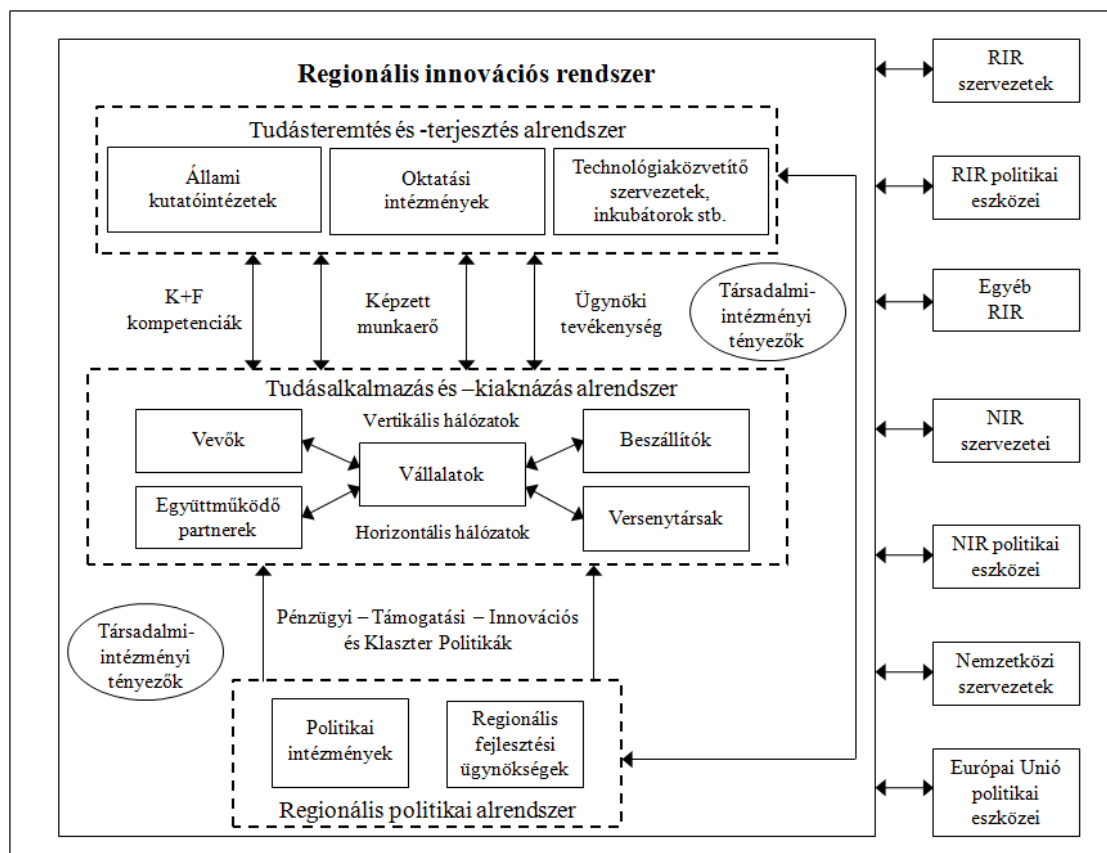 Regionális innovációs rendszer
Tudásteremtés és -terjesztés alrendszer
Állami
kutatóintézetek
Oktatási
intézmények
Technológiaközvetítő
szervezetek,
inkubátorok stb.
K+F
kompetenciák
Képzett
munkaerő
Ügynöki
tevékenység
Társadalmi-
intézményi
tényezők
Tudásalkalmazás és –kiaknázás alrendszer
Vevők
Vertikális hálózatok
Beszállítók
Vállalatok
Együttműködő
partnerek
Horizontális hálózatok
Versenytársak
Pénzügyi – Támogatási – Innovációs
és Klaszter Politikák
Társadalmi-
intézményi
tényezők
Politikai
intézmények
Regionális
fejlesztési
ügynökségek
Regionális politikai alrendszer
RIR
szervezetek
RIR politikai
eszközei
Egyéb
RIR
NIR
szervezetei
NIR politikai
eszközei
Nemzetközi
szervezetek
Európai Unió
politikai
eszközei